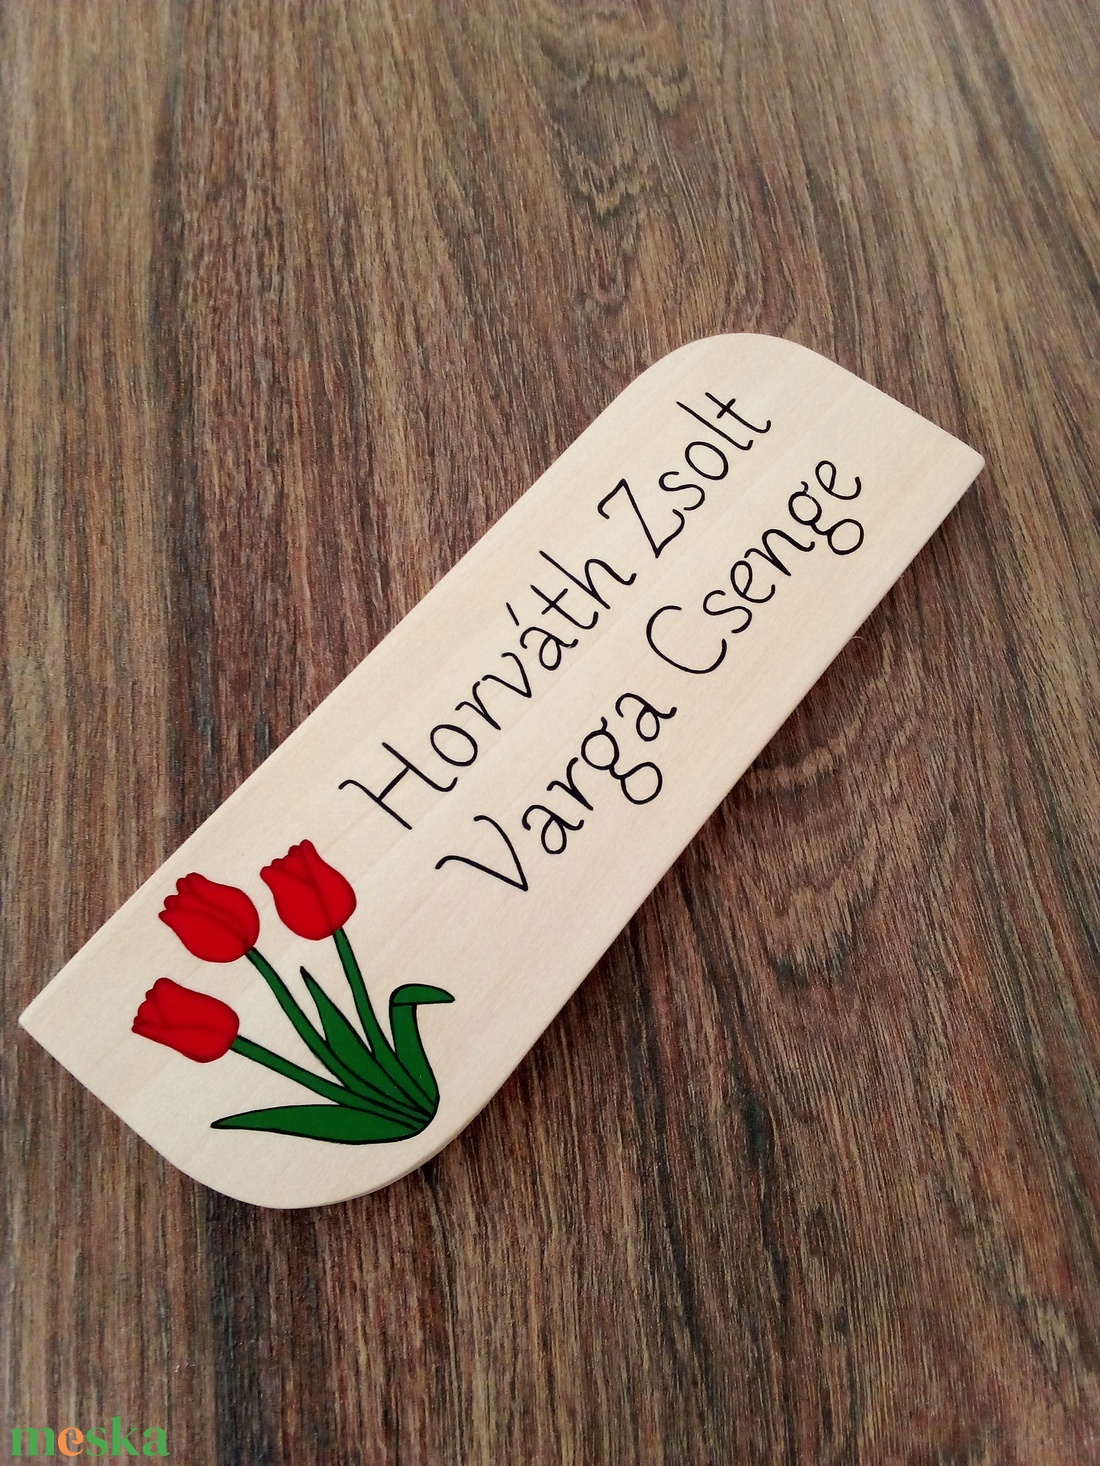 Horváth Zsolt
Varga Csenge
meska